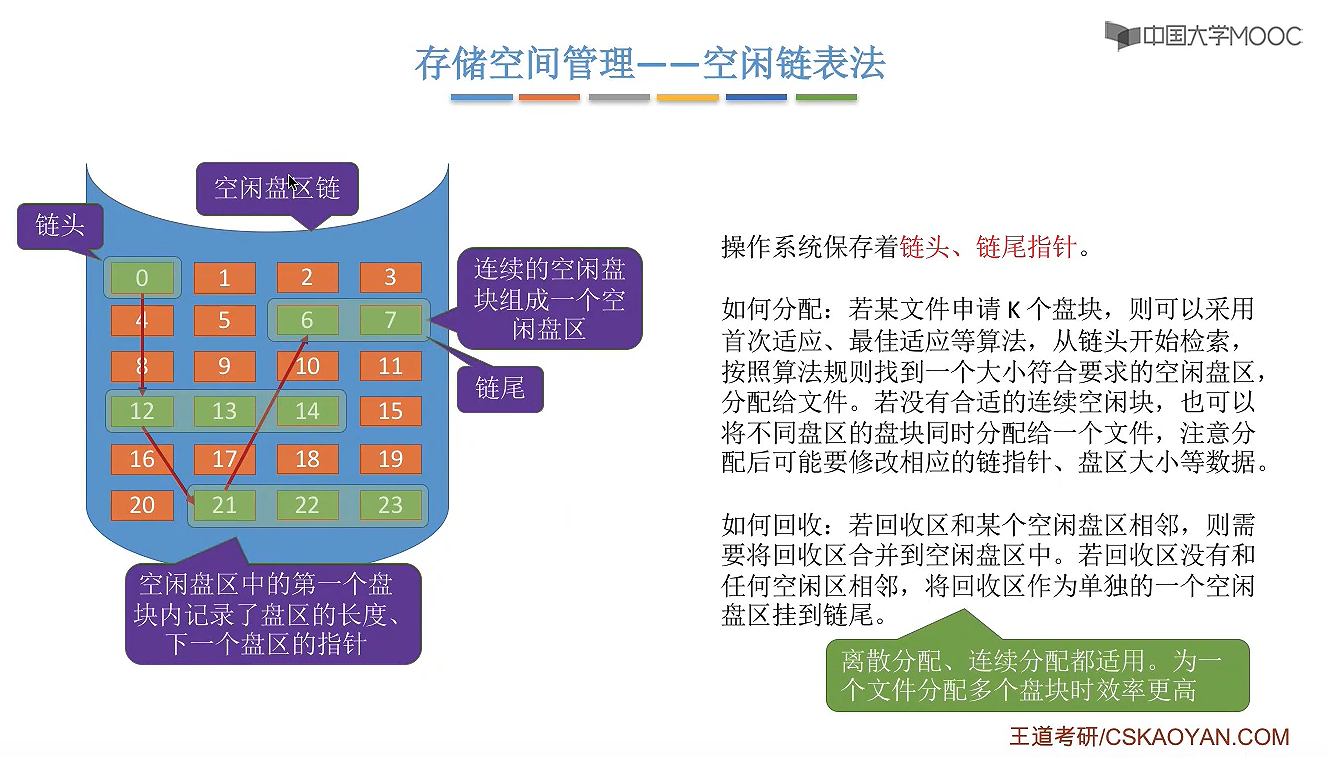 中国大学MOOC
存储空间管理——空闲链表法
空闲盘区链
链头
0 1 2 3
4 5 6 7
8 9 10 11
12 13 14 15
16 17 18 19
20 21 22 23
连续的空闲盘
块组成一个空
闲盘区
链尾
空闲盘区中的第一个盘
块内记录了盘区的长度、
下一个盘区的指针
操作系统保存着链头、链尾指针。
如何分配：若某文件申请 K 个盘块，则可以采用
首次适应、最佳适应等算法，从链头开始检索，
按照算法规则找到一个大小符合要求的空闲盘区，
分配给文件。若没有合适的连续空闲块，也可以
将不同盘区的盘块同时分配给一个文件，注意分
配后可能要修改相应的链指针、盘区大小等数据。
如何回收：若回收区和某个空闲盘区相邻，则需
要将回收区合并到空闲盘区中。若回收区没有和
任何空闲区相邻，将回收区作为单独的一个空闲
盘区挂到链尾。
离散分配、连续分配都适用。为一
个文件分配多个盘块时效率更高
王道考研/CSKAOYAN.COM